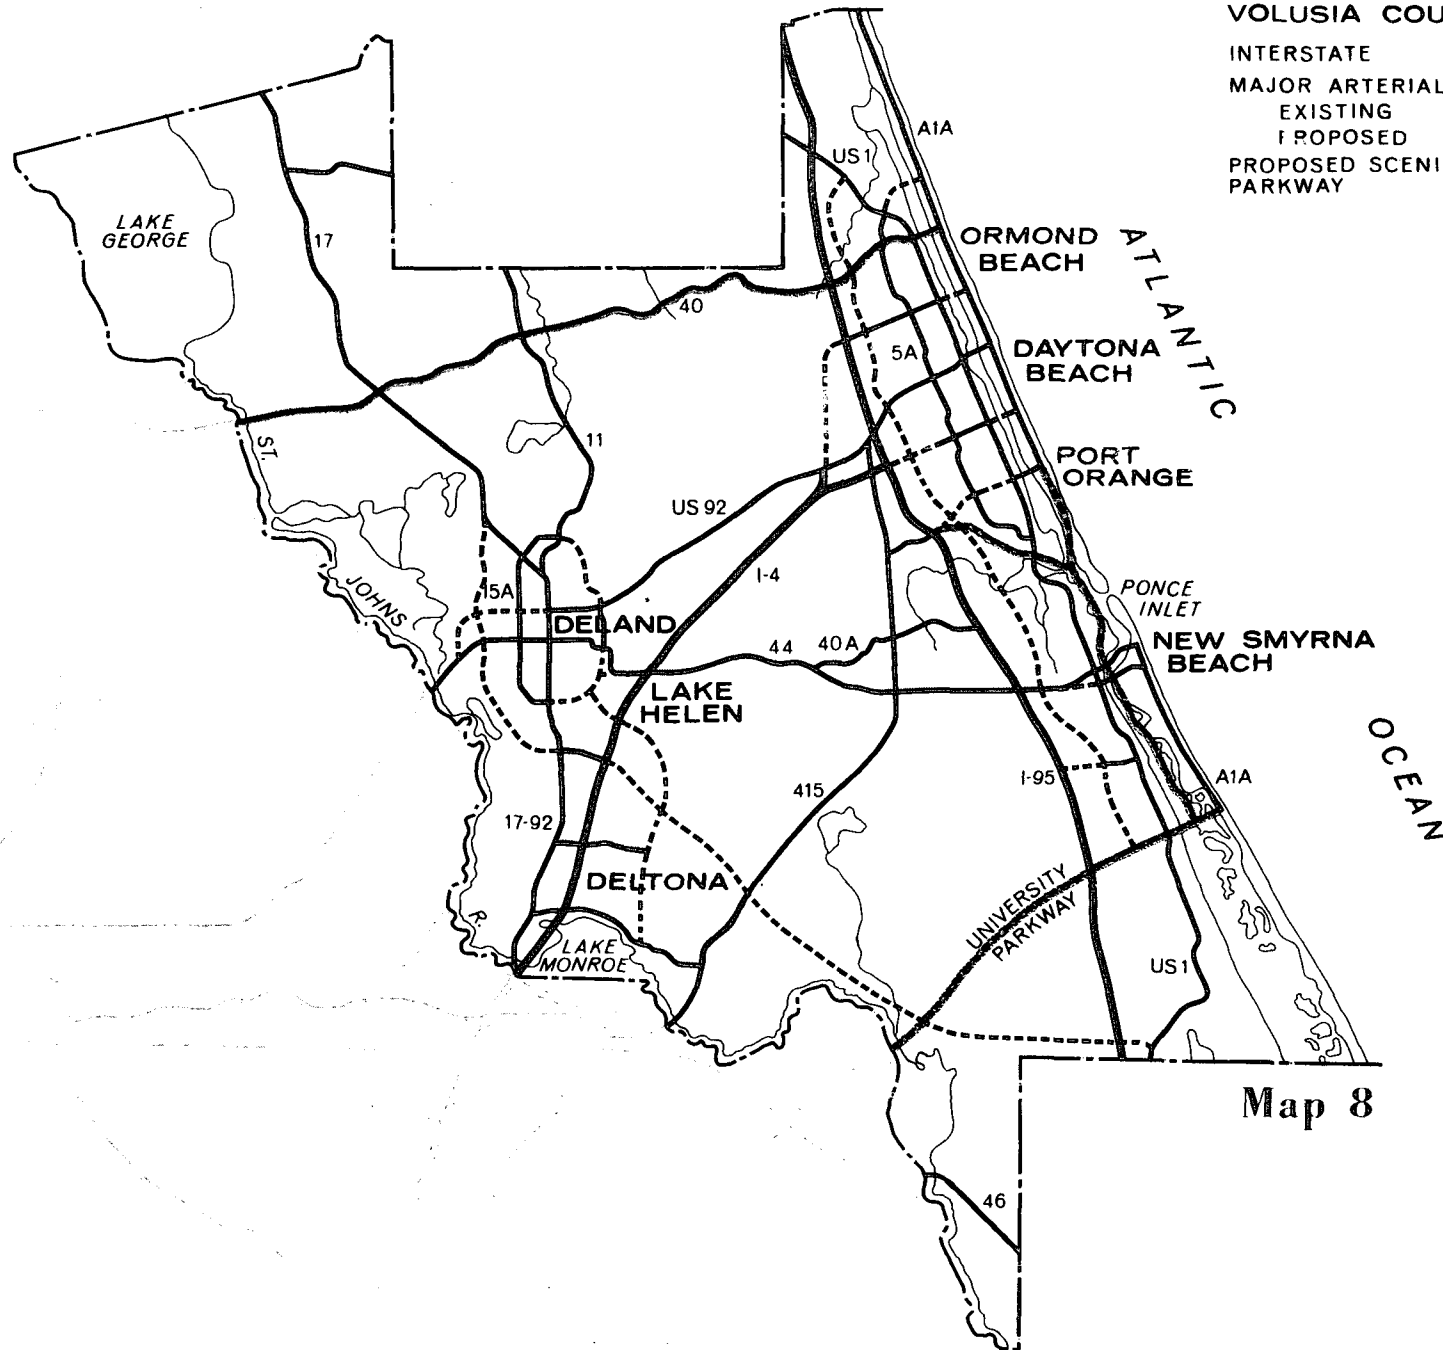 VOLUSIA COU
INTERSTATE
MAJOR ARTERIAL
EXISTING
PROPOSED
PROPOSED SCENI
PARKWAY
A1A
US 1
LAKE
GEORGE
17
ORMOND
BEACH
ATLANTIC
40
5A
DAYTONA
BEACH
ST.
11
PORT
ORANGE
US 92
I-4
JOHNS
15A
PONCE
INLET
DELAND
44
40A
NEW SMYRNA
BEACH
LAKE
HELEN
OCEAN
I-95
A1A
415
17-92
DELTONA
UNIVERSITY
PARKWAY
R.
LAKE
MONROE
US 1
Map 8
46